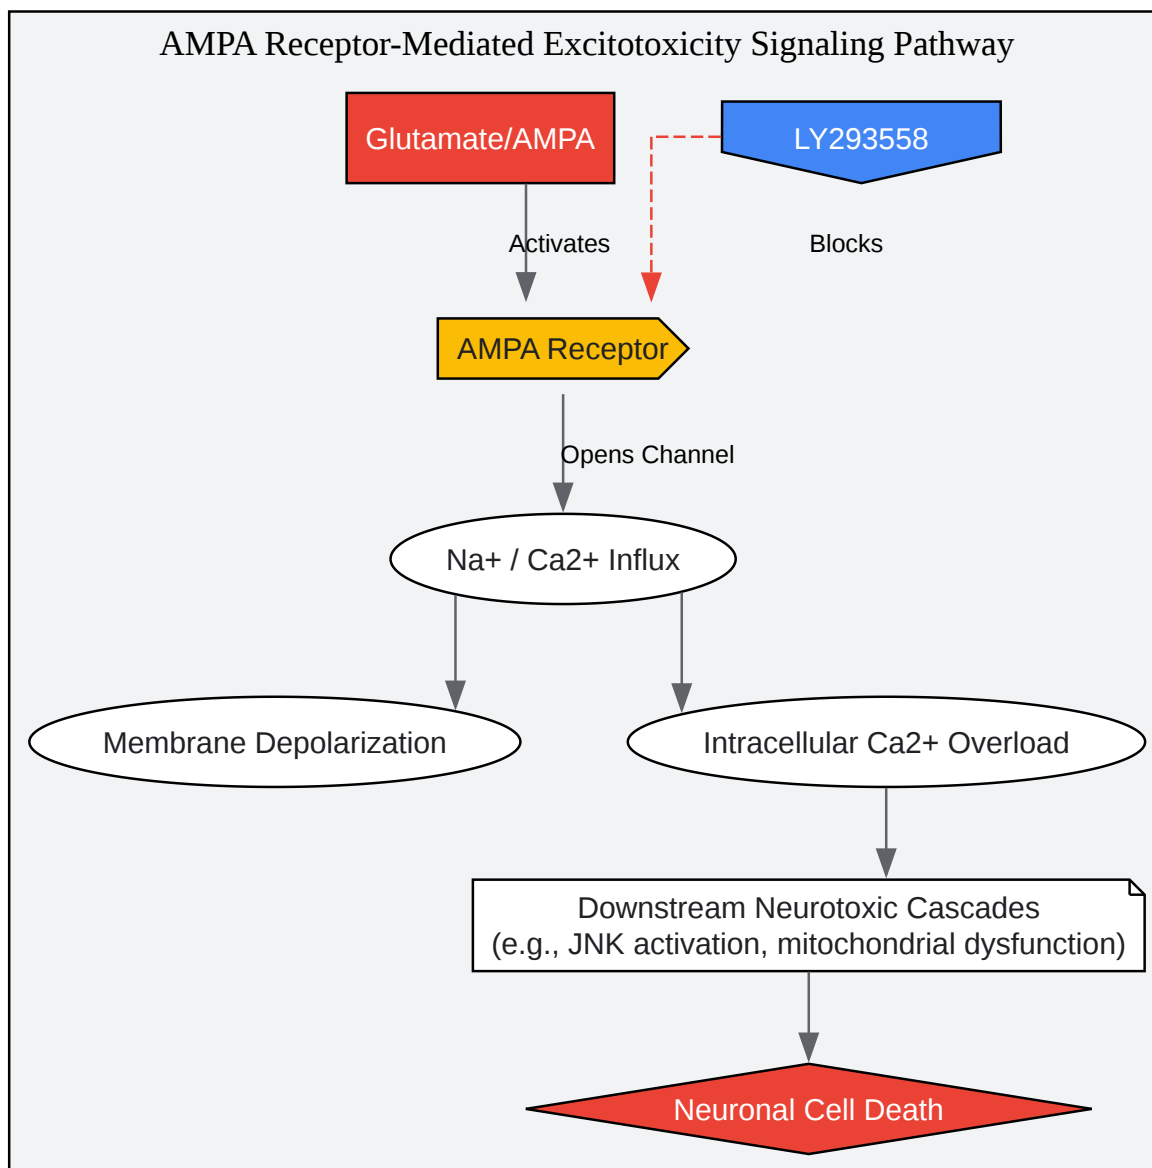 AMPA Receptor-Mediated Excitotoxicity Signaling Pathway
Glutamate/AMPA
LY293558
Activates
Blocks
AMPA Receptor
Opens Channel
Na+ / Ca2+ Influx
Membrane Depolarization
Intracellular Ca2+ Overload
Downstream Neurotoxic Cascades
(e.g., JNK activation, mitochondrial dysfunction)
Neuronal Cell Death